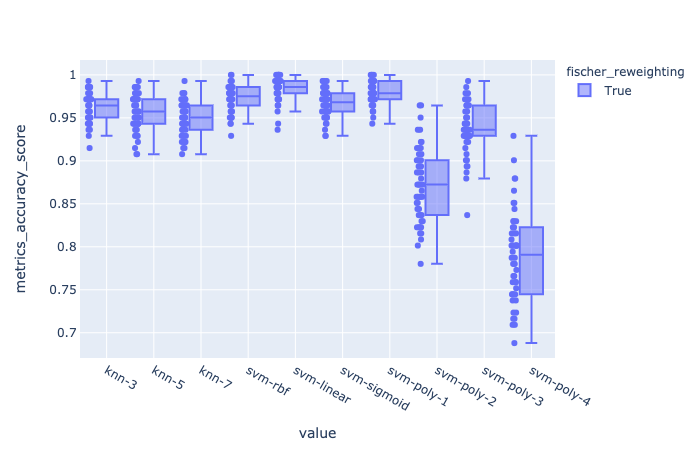 fischer_reweighting
True
metrics_accuracy_score
1
0.95
0.9
0.85
0.8
0.75
0.7
knn-3
knn-5
knn-7
svm-rbf
svm-linear
svm-sigmoid
svm-poly-1
svm-poly-2
svm-poly-3
svm-poly-4
value